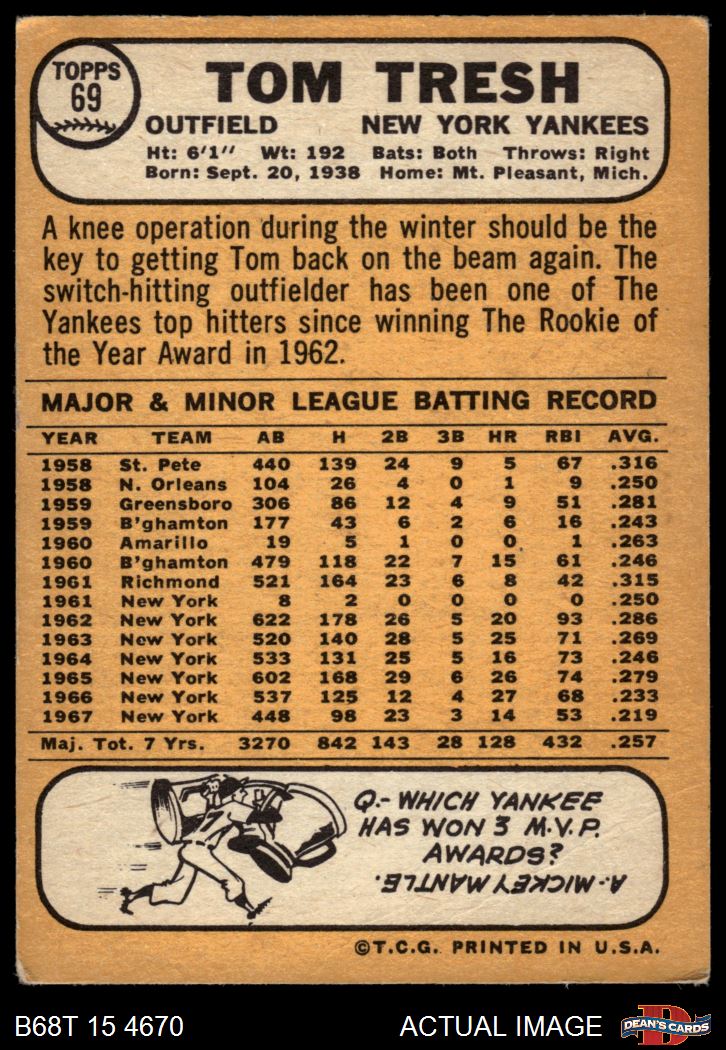 TOPPS
69
TOM TRESH
OUTFIELD NEW YORK YANKEES
Ht: 6'1" Wt: 192 Bats: Both Throws: Right
Born: Sept. 20, 1938 Home: Mt. Pleasant, Mich.
A knee operation during the winter should be the
key to getting Tom back on the beam again. The
switch-hitting outfielder has been one of The
Yankees top hitters since winning The Rookie of
the Year Award in 1962.
MAJOR & MINOR LEAGUE BATTING RECORD
YEAR TEAM AB H 2B 3B HR RBI AVG.
1958 St. Pete 440 139 24 9 5 67 .316
1958 N. Orleans 104 26 4 0 1 9 .250
1959 Greensboro 306 86 12 4 9 51 .281
1959 B'ghamton 177 43 6 2 6 16 .243
1960 Amarillo 19 5 1 0 0 1 .263
1960 B'ghamton 479 118 22 7 15 61 .246
1961 Richmond 521 164 23 6 8 42 .315
1961 New York 8 2 0 0 0 0 .250
1962 New York 622 178 26 5 20 93 .286
1963 New York 520 140 28 5 25 71 .269
1964 New York 533 131 25 5 16 73 .246
1965 New York 602 168 29 6 26 74 .279
1966 New York 537 125 12 4 27 68 .233
1967 New York 448 98 23 3 14 53 .219
Maj. Tot. 7 Yrs. 3270 842 143 28 128 432 .257
Q.- WHICH YANKEE
HAS WON 3 M.V.P.
AWARDS?
A.- MICKEY MANTLE.
©T.C.G. PRINTED IN U.S.A.
B68T 15 4670 ACTUAL IMAGE
D
DEAN'S CARDS